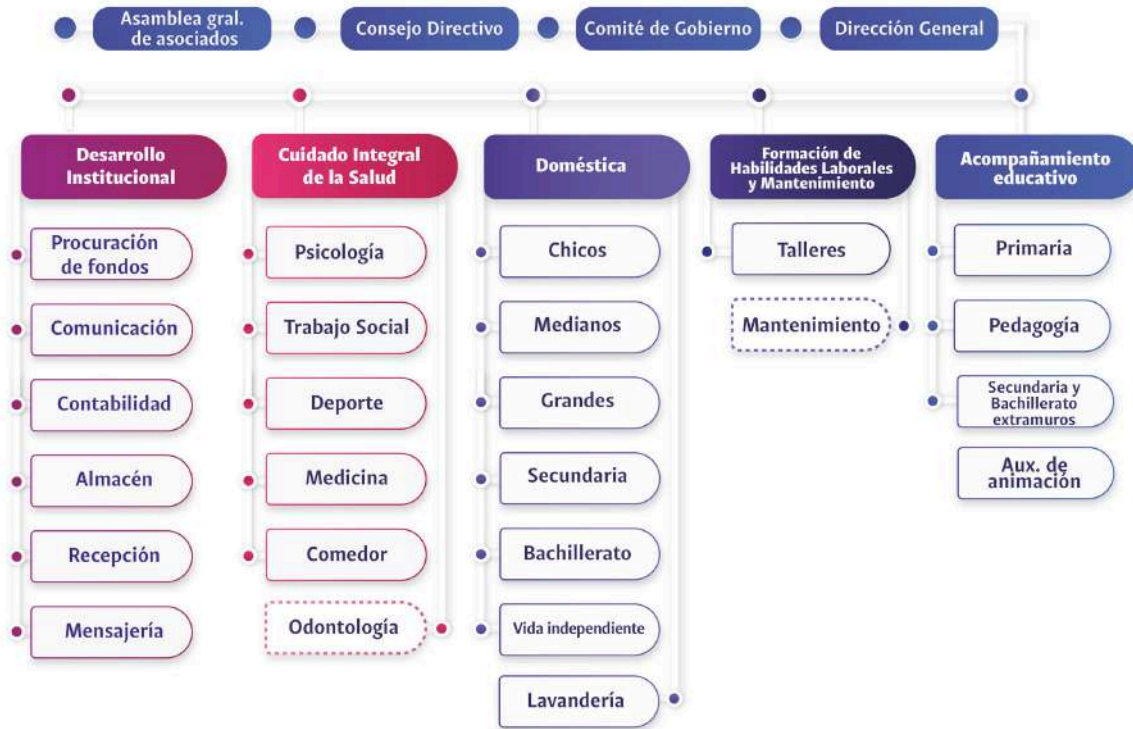 Asamblea gral.
de asociados
Consejo Directivo
Comité de Gobierno
Dirección General
Desarrollo
Institucional
Procuración
de fondos
Comunicación
Contabilidad
Almacén
Recepción
Mensajería
Cuidado Integral
de la Salud
Psicología
Trabajo Social
Deporte
Medicina
Comedor
Odontología
Doméstica
Chicos
Medianos
Grandes
Secundaria
Bachillerato
Vida independiente
Lavandería
Formación de
Habilidades Laborales
y Mantenimiento
Talleres
Mantenimiento
Acompañamiento
educativo
Primaria
Pedagogía
Secundaria y
Bachillerato
extramuros
Aux. de
animación